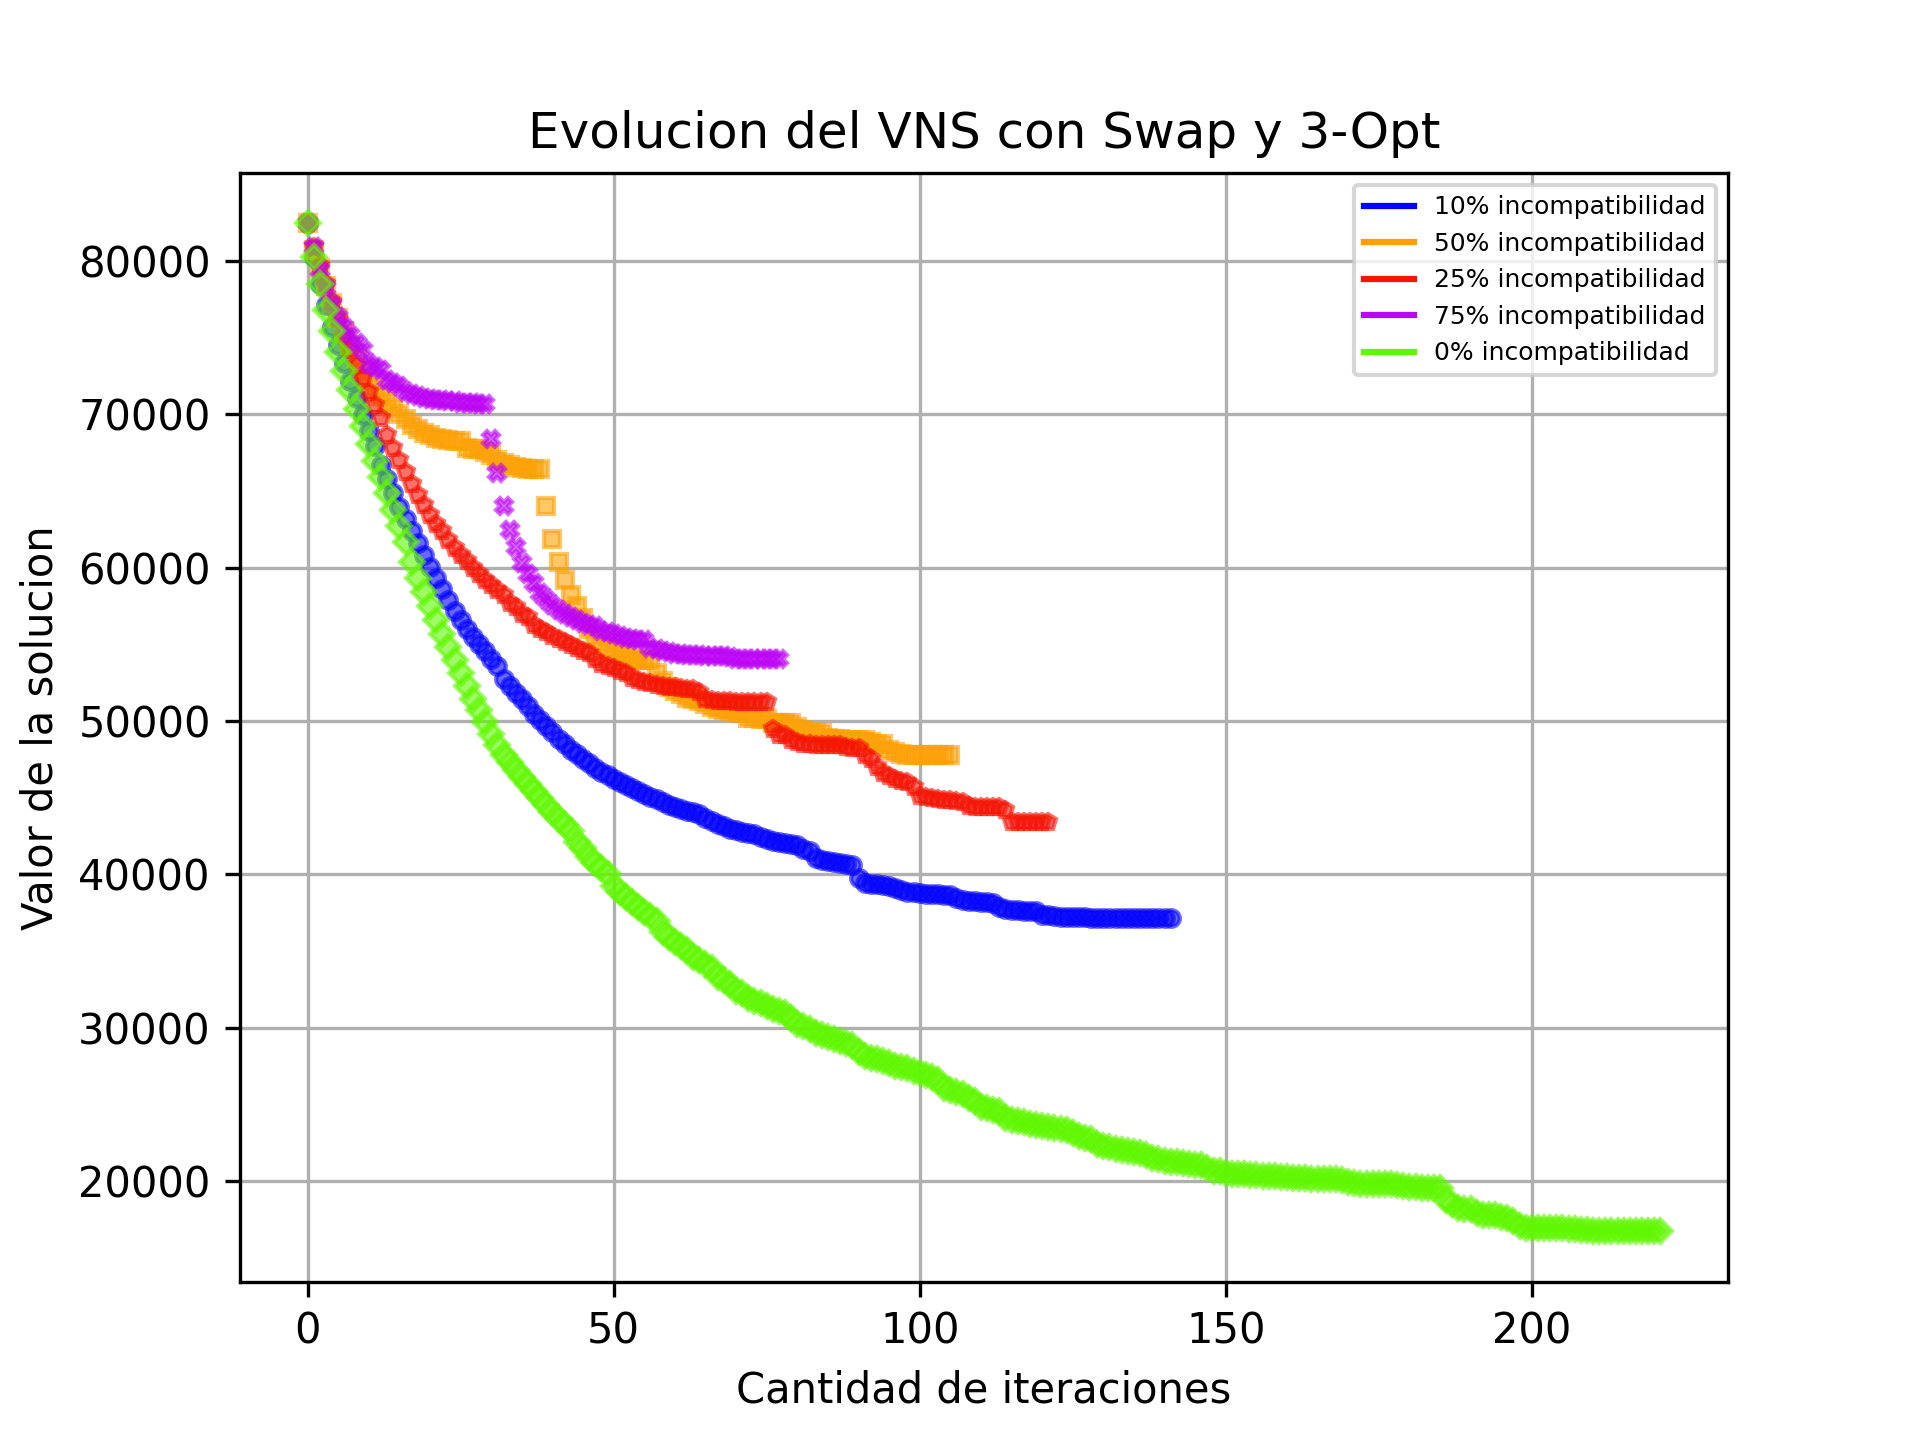 Evolucion del VNS con Swap y 3-Opt
10% incompatibilidad
50% incompatibilidad
25% incompatibilidad
75% incompatibilidad
0% incompatibilidad
Valor de la solucion
80000
70000
60000
50000
40000
30000
20000
0 50 100 150 200
Cantidad de iteraciones